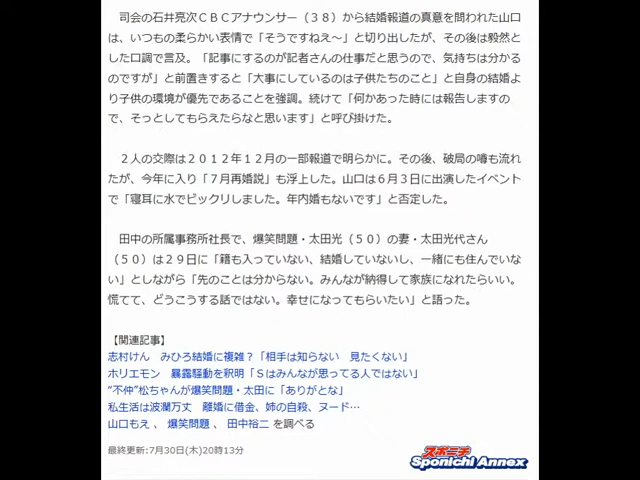 司会の石井亮次ＣＢＣアナウンサー（３８）から結婚報道の真意を問われた山口
は、いつもの柔らかい表情で「そうですねえ～」と切り出したが、その後は毅然と
した口調で言及。「記事にするのが記者さんの仕事だと思うので、気持ちは分かる
のですが」と前置きすると「大事にしているのは子供たちのこと」と自身の結婚よ
り子供の環境が優先であることを強調。続けて「何かあった時には報告しますの
で、そっとしてもらえたらなと思います」と呼び掛けた。
２人の交際は２０１２年１２月の一部報道で明らかに。その後、破局の噂も流れ
たが、今年に入り「７月再婚説」も浮上した。山口は６月３日に出演したイベント
で「寝耳に水でビックリしました。年内婚もないです」と否定した。
田中の所属事務所社長で、爆笑問題・太田光（５０）の妻・太田光代さん
（５０）は２９日に「籍も入っていない、結婚していないし、一緒にも住んでいな
い」としながら「先のことは分からない。みんなが納得して家族になれたらいい。
慌てて、どうこうする話ではない。幸せになってもらいたい」と語った。
【関連記事】
志村けん　みひろ結婚に複雑？「相手は知らない　見たくない」
ホリエモン　暴露騒動を釈明「Ｓはみんなが思ってる人ではない」
“不仲”松ちゃんが爆笑問題・太田に「ありがとな」
私生活は波瀾万丈　離婚に借金、姉の自殺、ヌード…
山口もえ 、 爆笑問題 、 田中裕二 を調べる
最終更新:7月30日(木)20時13分
スポニチ
Sponichi Annex